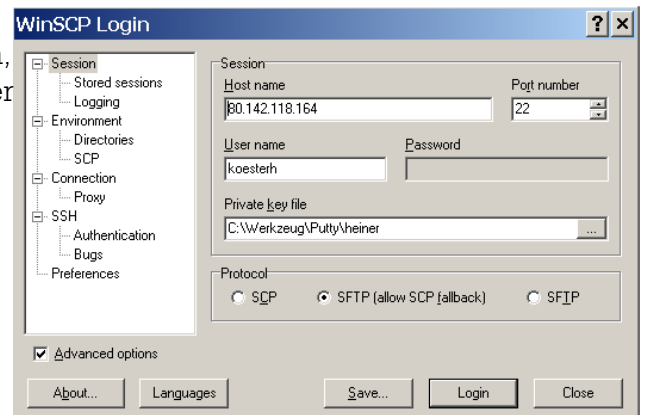 WinSCP Login
? ×
Session
Stored sessions
Logging
Environment
Directories
SCP
Connection
Proxy
SSH
Authentication
Bugs
Preferences
Advanced options
Session
Host name Port number
80.142.118.164 22
User name Password
koesterh
Private key file
C:\Werkzeug\Putty\heiner ...
Protocol
SCP SFTP (allow SCP fallback) SFTP
About... Languages Save... Login Close